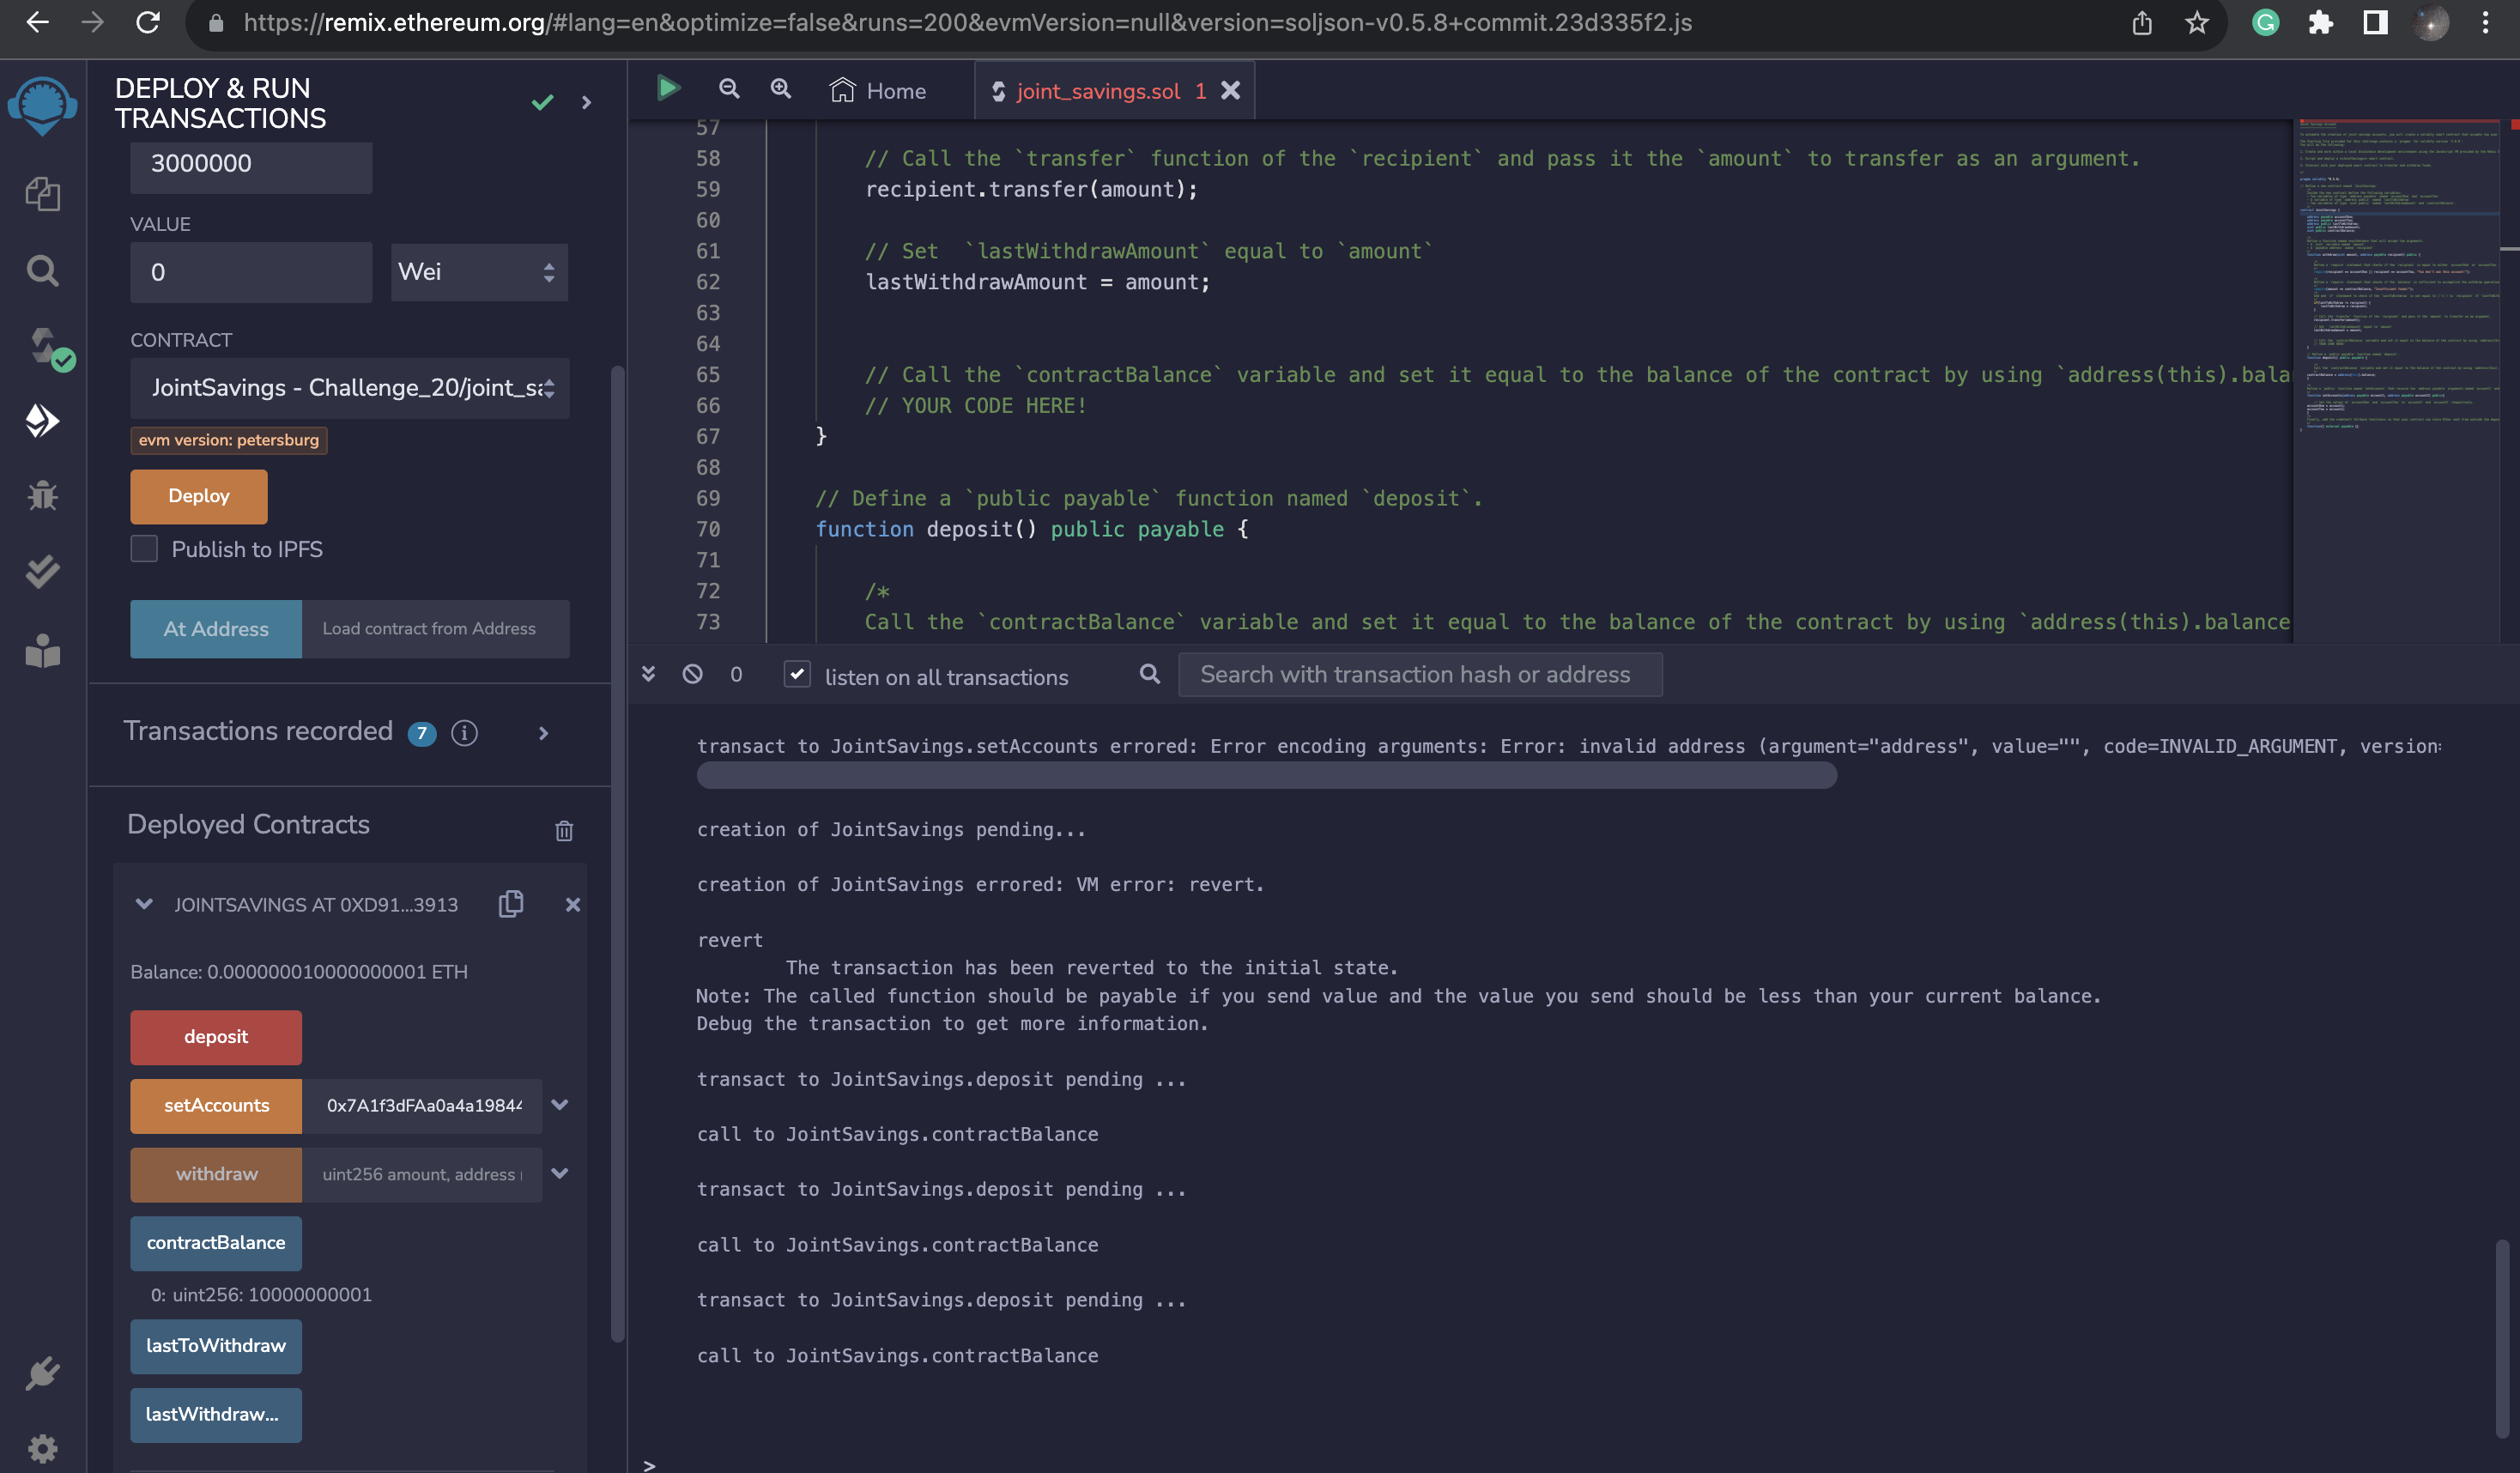 https://remix.ethereum.org/#lang=en&optimize=false&runs=200&evmVersion=null&version=soljson-v0.5.8+commit.23d335f2.js
DEPLOY & RUN
TRANSACTIONS
3000000
VALUE
0
Wei
CONTRACT
JointSavings - Challenge_20/joint_sa
evm version: petersburg
Deploy
Publish to IPFS
At Address
Load contract from Address
Transactions recorded 7 i
Deployed Contracts
JOINTSAVINGS AT 0XD91...3913
Balance: 0.000000010000000001 ETH
deposit
setAccounts
0x7A1f3dFAa0a4a19844
withdraw
uint256 amount, address
contractBalance
0: uint256: 10000000001
lastToWithdraw
lastWithdraw...
Home
joint_savings.sol 1
57
58 // Call the `transfer` function of the `recipient` and pass it the `amount` to transfer as an argument.
59 recipient.transfer(amount);
60
61 // Set  `lastWithdrawAmount` equal to `amount`
62 lastWithdrawAmount = amount;
63
64
65 // Call the `contractBalance` variable and set it equal to the balance of the contract by using `address(this).bala
66 // YOUR CODE HERE!
67 }
68
69 // Define a `public payable` function named `deposit`.
70 function deposit() public payable {
71
72 /*
73 Call the `contractBalance` variable and set it equal to the balance of the contract by using `address(this).balance
0
listen on all transactions
Search with transaction hash or address
transact to JointSavings.setAccounts errored: Error encoding arguments: Error: invalid address (argument="address", value="", code=INVALID_ARGUMENT, version=
creation of JointSavings pending...
creation of JointSavings errored: VM error: revert.
revert
The transaction has been reverted to the initial state.
Note: The called function should be payable if you send value and the value you send should be less than your current balance.
Debug the transaction to get more information.
transact to JointSavings.deposit pending ...
call to JointSavings.contractBalance
transact to JointSavings.deposit pending ...
call to JointSavings.contractBalance
transact to JointSavings.deposit pending ...
call to JointSavings.contractBalance
>